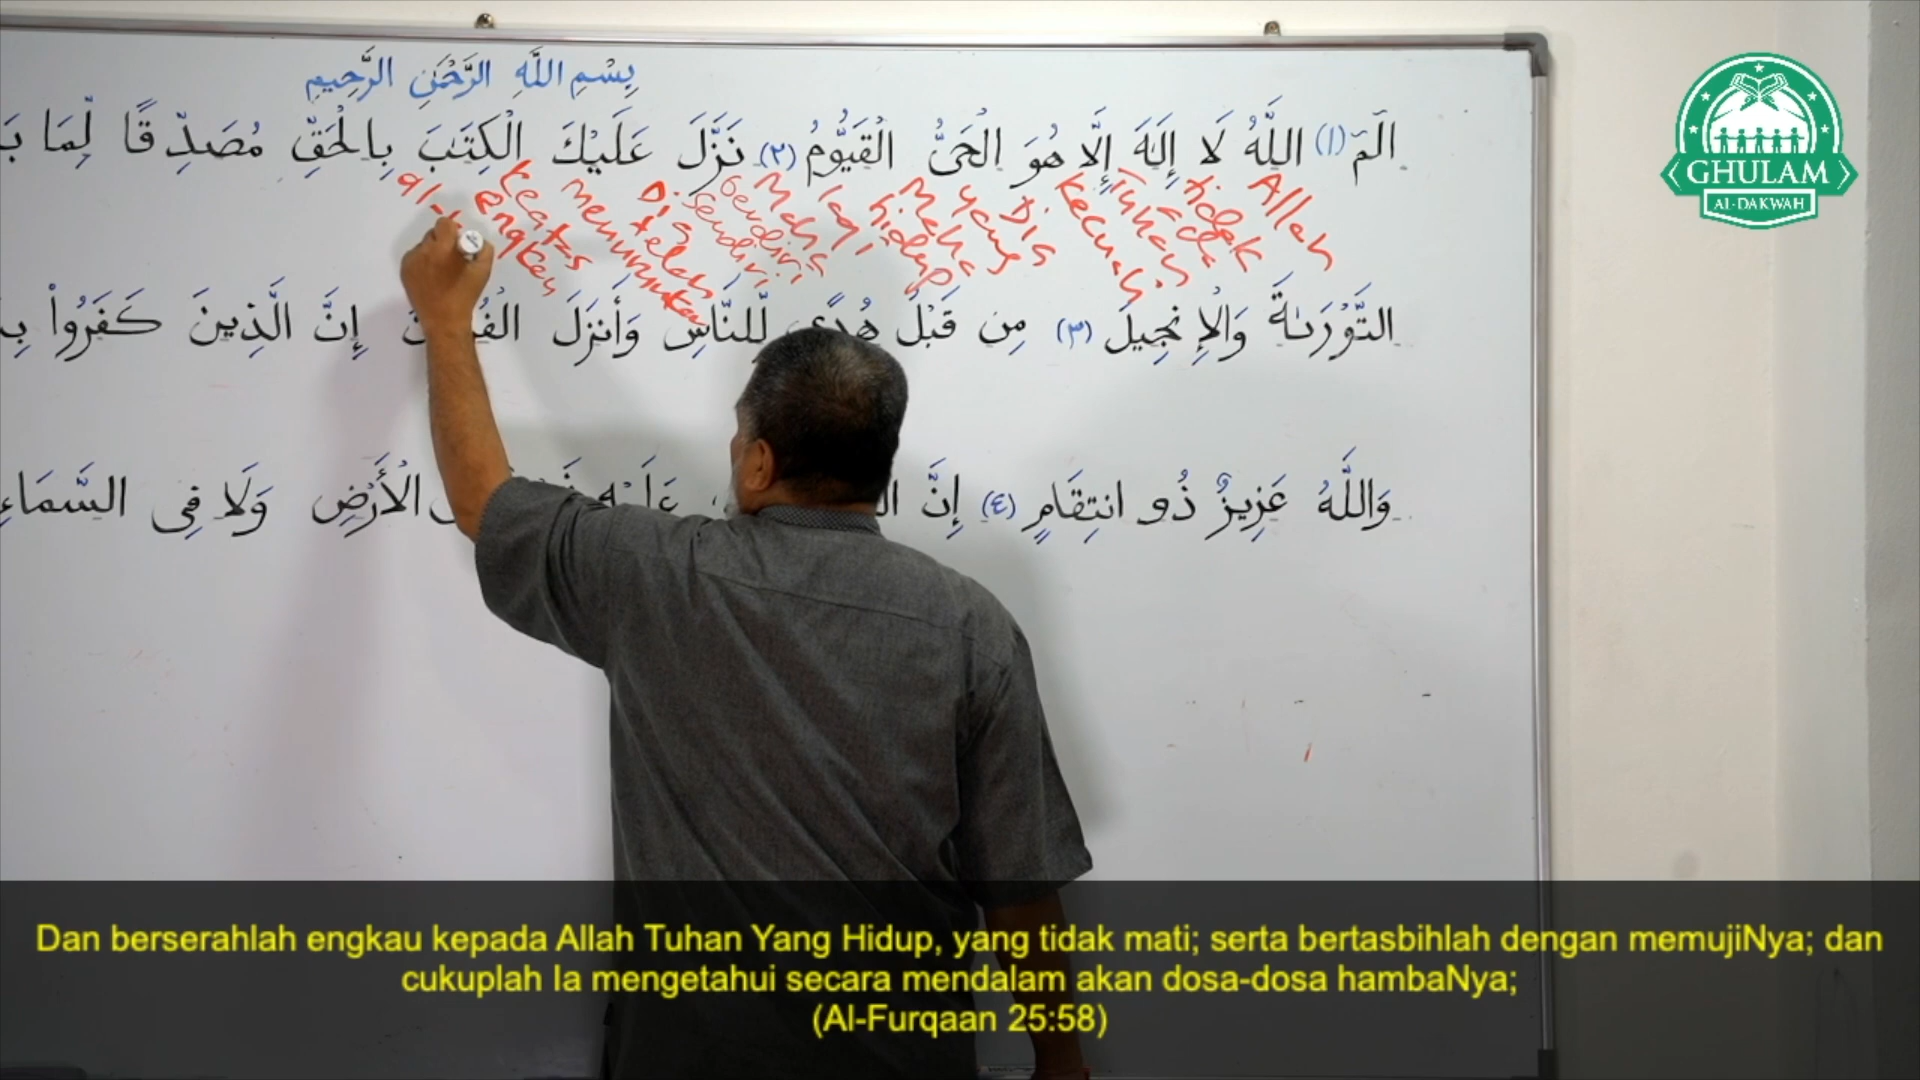 بِسْمِ اللَّهِ الرَّحْمَٰنِ الرَّحِيمِ
الٓمٓ (١) اللَّهُ لَا إِلَٰهَ إِلَّا هُوَ الْحَىُّ الْقَيُّومُ (٢) نَزَّلَ عَلَيْكَ الْكِتَٰبَ بِالْحَقِّ مُصَدِّقًا لِّمَا
Allah
tidak ada
Tuhan
kecuali
Dia
yang
Maha hidup
lagi
Maha
Berdiri
sendiri
Dia telah
Menurunkan
keatas
engkau
al-
التَّوْرَىٰةَ وَالْإِنجِيلَ (٣) مِن قَبْلُ هُدًى لِّلنَّاسِ وَأَنزَلَ إِنَّ الَّذِينَ كَفَرُوا۟
وَاللَّهُ عَزِيزٌ ذُو انتِقَامٍ (٤) إِنَّ عَلَيْهِ الْأَرْضِ وَلَا فِى السَّمَاءِ
GHULAM
Al-DAKWAH
Dan berserahlah engkau kepada Allah Tuhan Yang Hidup, yang tidak mati; serta bertasbihlah dengan memujiNya; dan
cukuplah Ia mengetahui secara mendalam akan dosa-dosa hambaNya;
(Al-Furqaan 25:58)